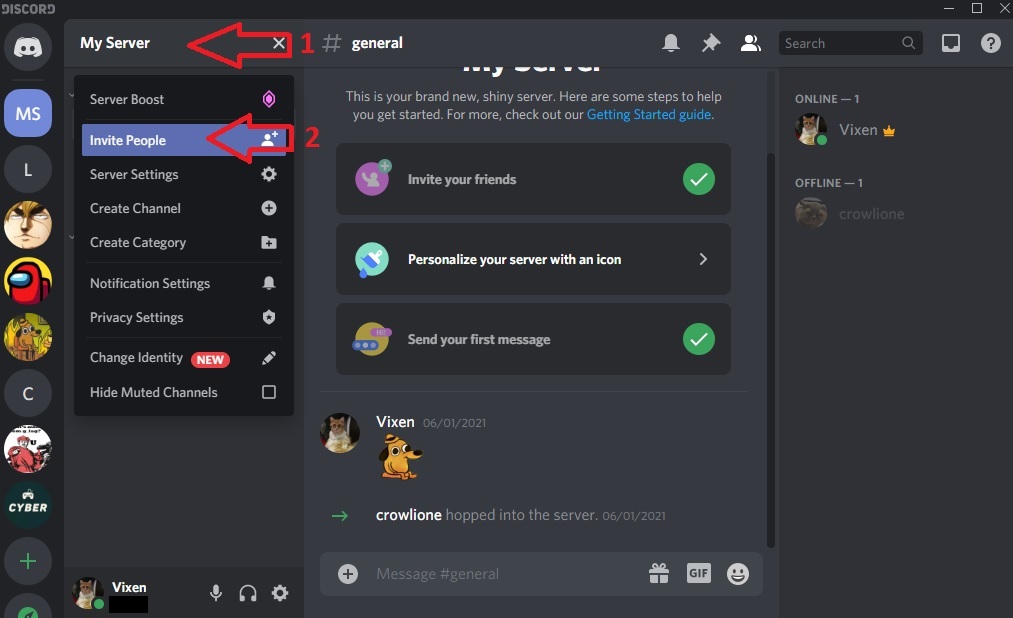 DISCORD
My Server
1
general
Search
MS
L
C
CYBER
Server Boost
Invite People
2
Server Settings
Create Channel
Create Category
Notification Settings
Privacy Settings
Change Identity NEW
Hide Muted Channels
Vixen
My Server
This is your brand new, shiny server. Here are some steps to help
you get started. For more, check out our Getting Started guide.
Invite your friends
Personalize your server with an icon
Send your first message
Vixen 06/01/2021
crowlione hopped into the server. 06/01/2021
Message #general
GIF
ONLINE — 1
Vixen
OFFLINE — 1
crowlione